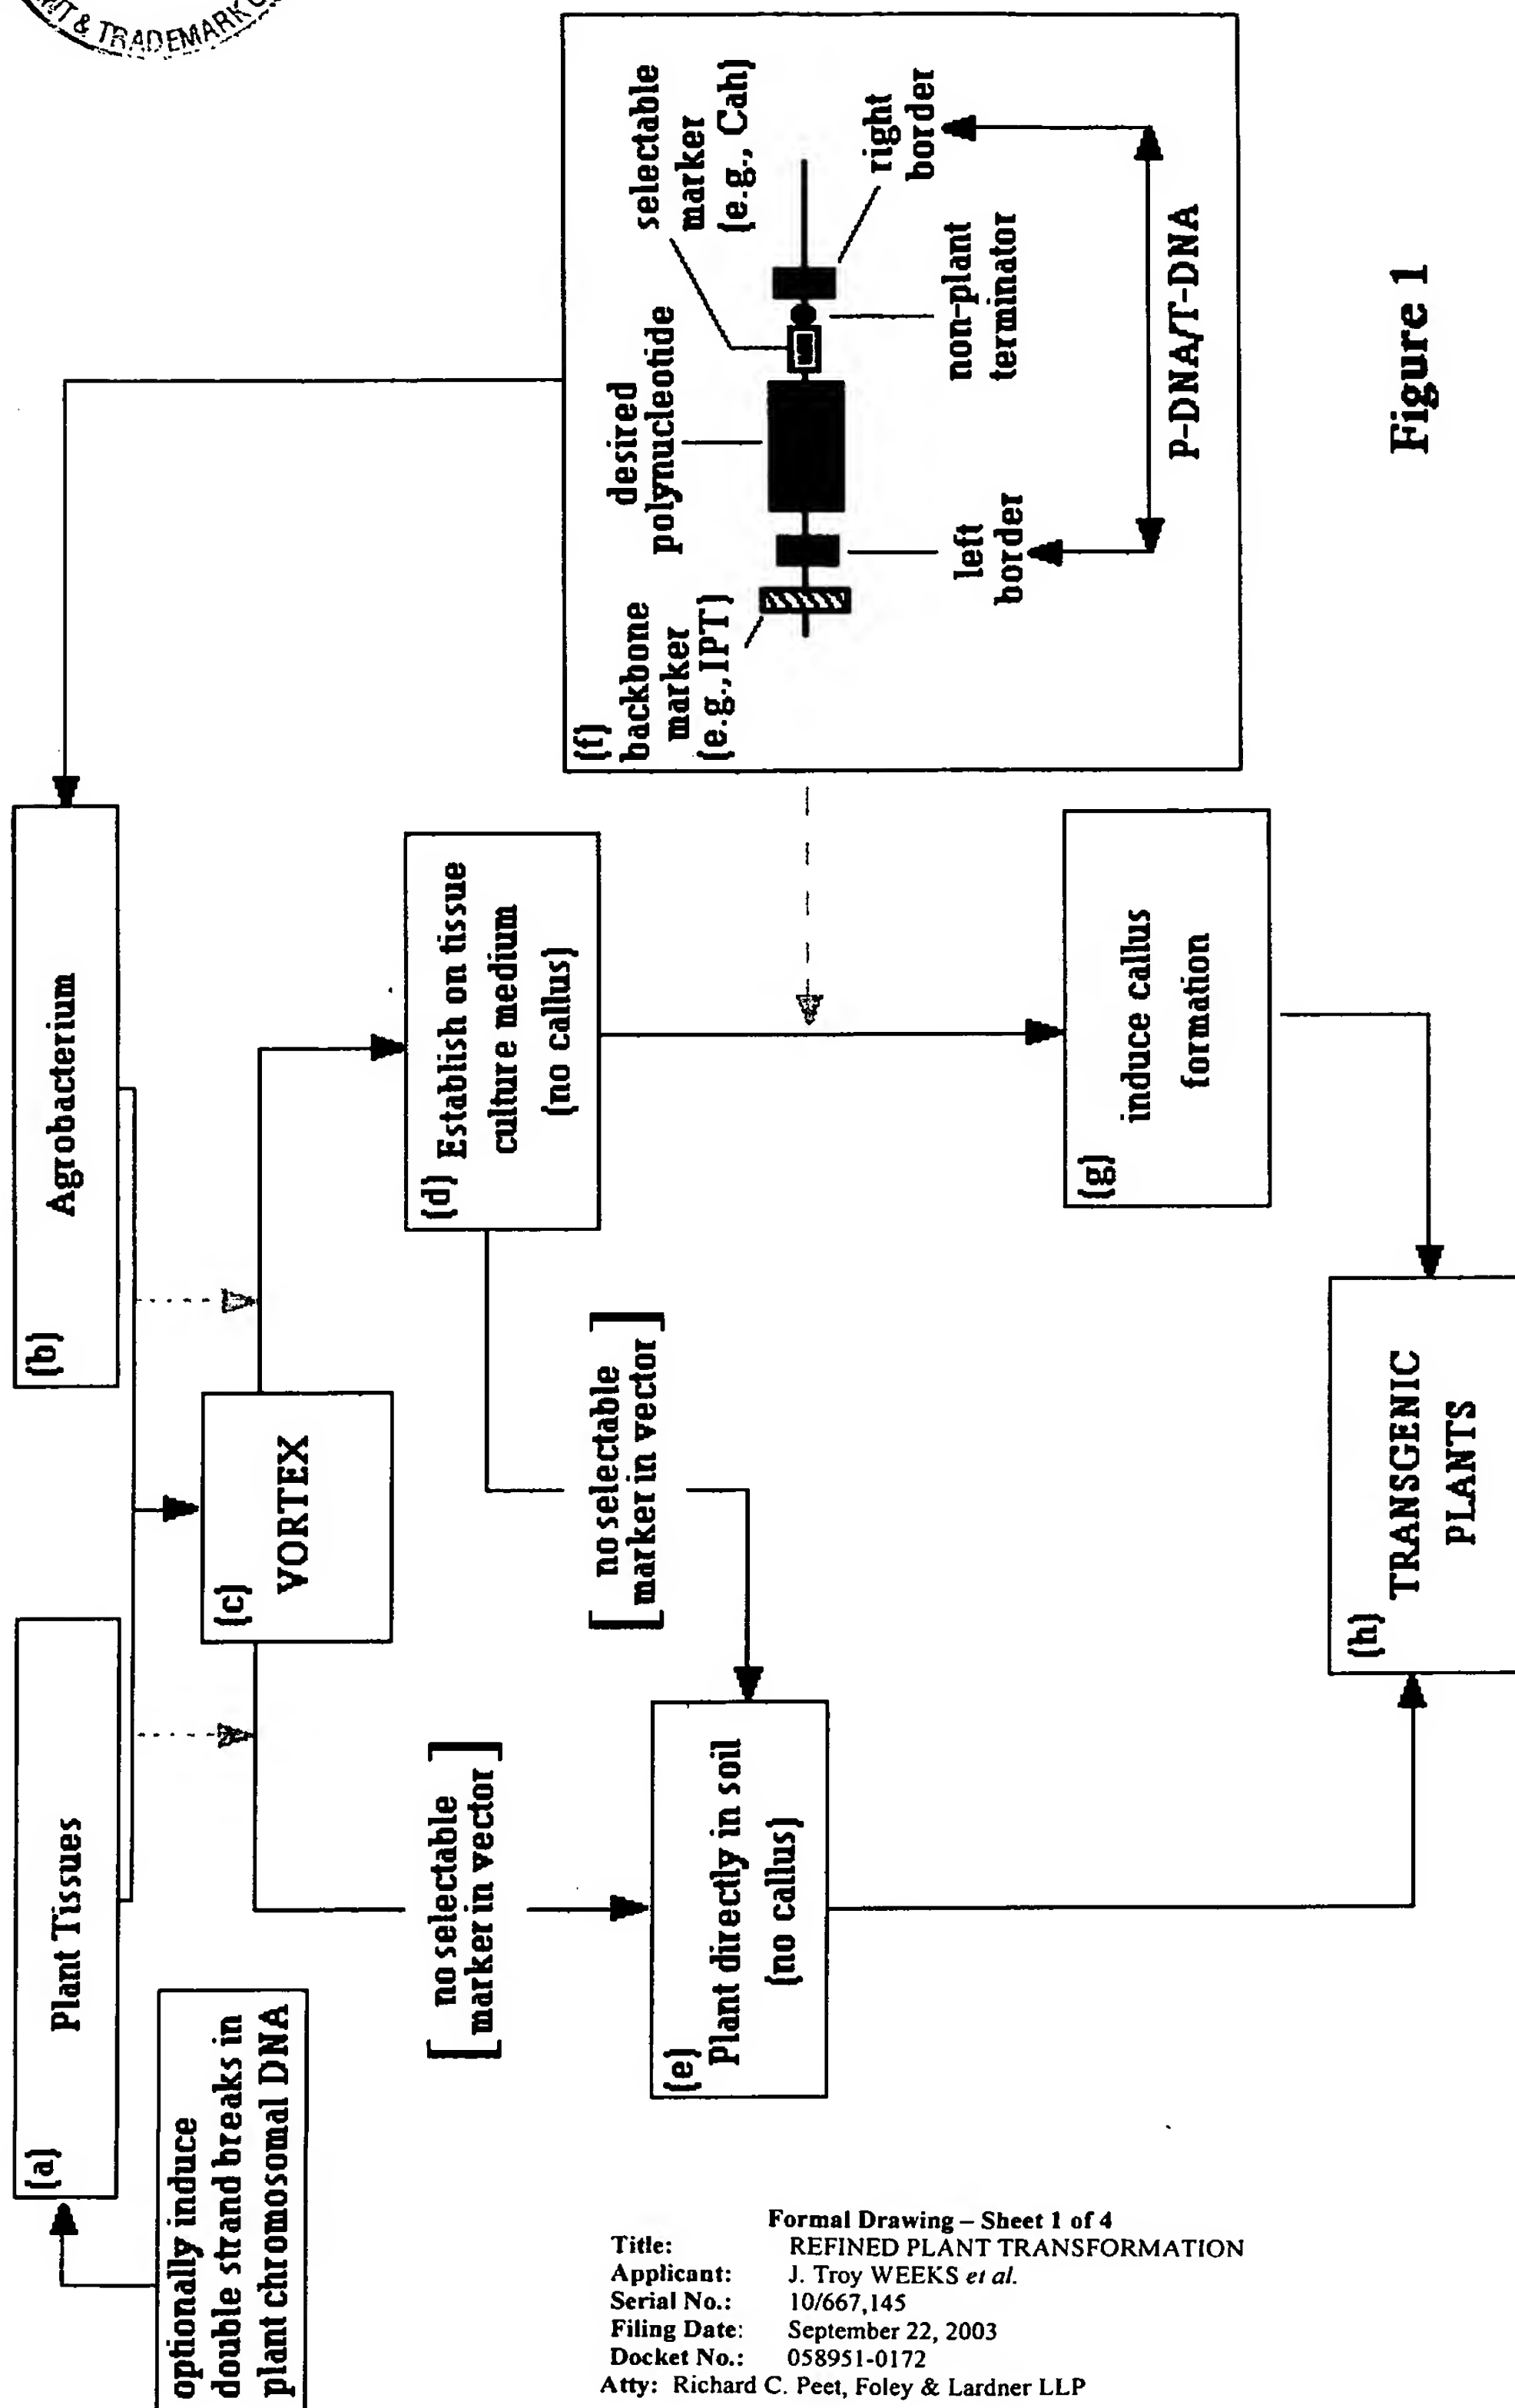 MT & TRADEMARK
optionally induce
double strand breaks in
plant chromosomal DNA
(a)
Plant Tissues
(b)
Agrobacterium
(c)
VORTEX
(d) Establish on tissue
culture medium
(no callus)
[no selectable
marker in vector]
[no selectable
marker in vector]
(e)
Plant directly in soil
(no callus)
(f)
backbone
marker
(e.g.,IPT)
desired
polynucleotide
selectable
marker
(e.g., Cah)
left
border
non-plant
terminator
right
border
P-DNA/T-DNA
(g)
induce callus
formation
(h)
TRANSGENIC
PLANTS
Figure 1
Formal Drawing – Sheet 1 of 4
Title: REFINED PLANT TRANSFORMATION
Applicant: J. Troy WEEKS et al.
Serial No.: 10/667,145
Filing Date: September 22, 2003
Docket No.: 058951-0172
Atty: Richard C. Peet, Foley & Lardner LLP